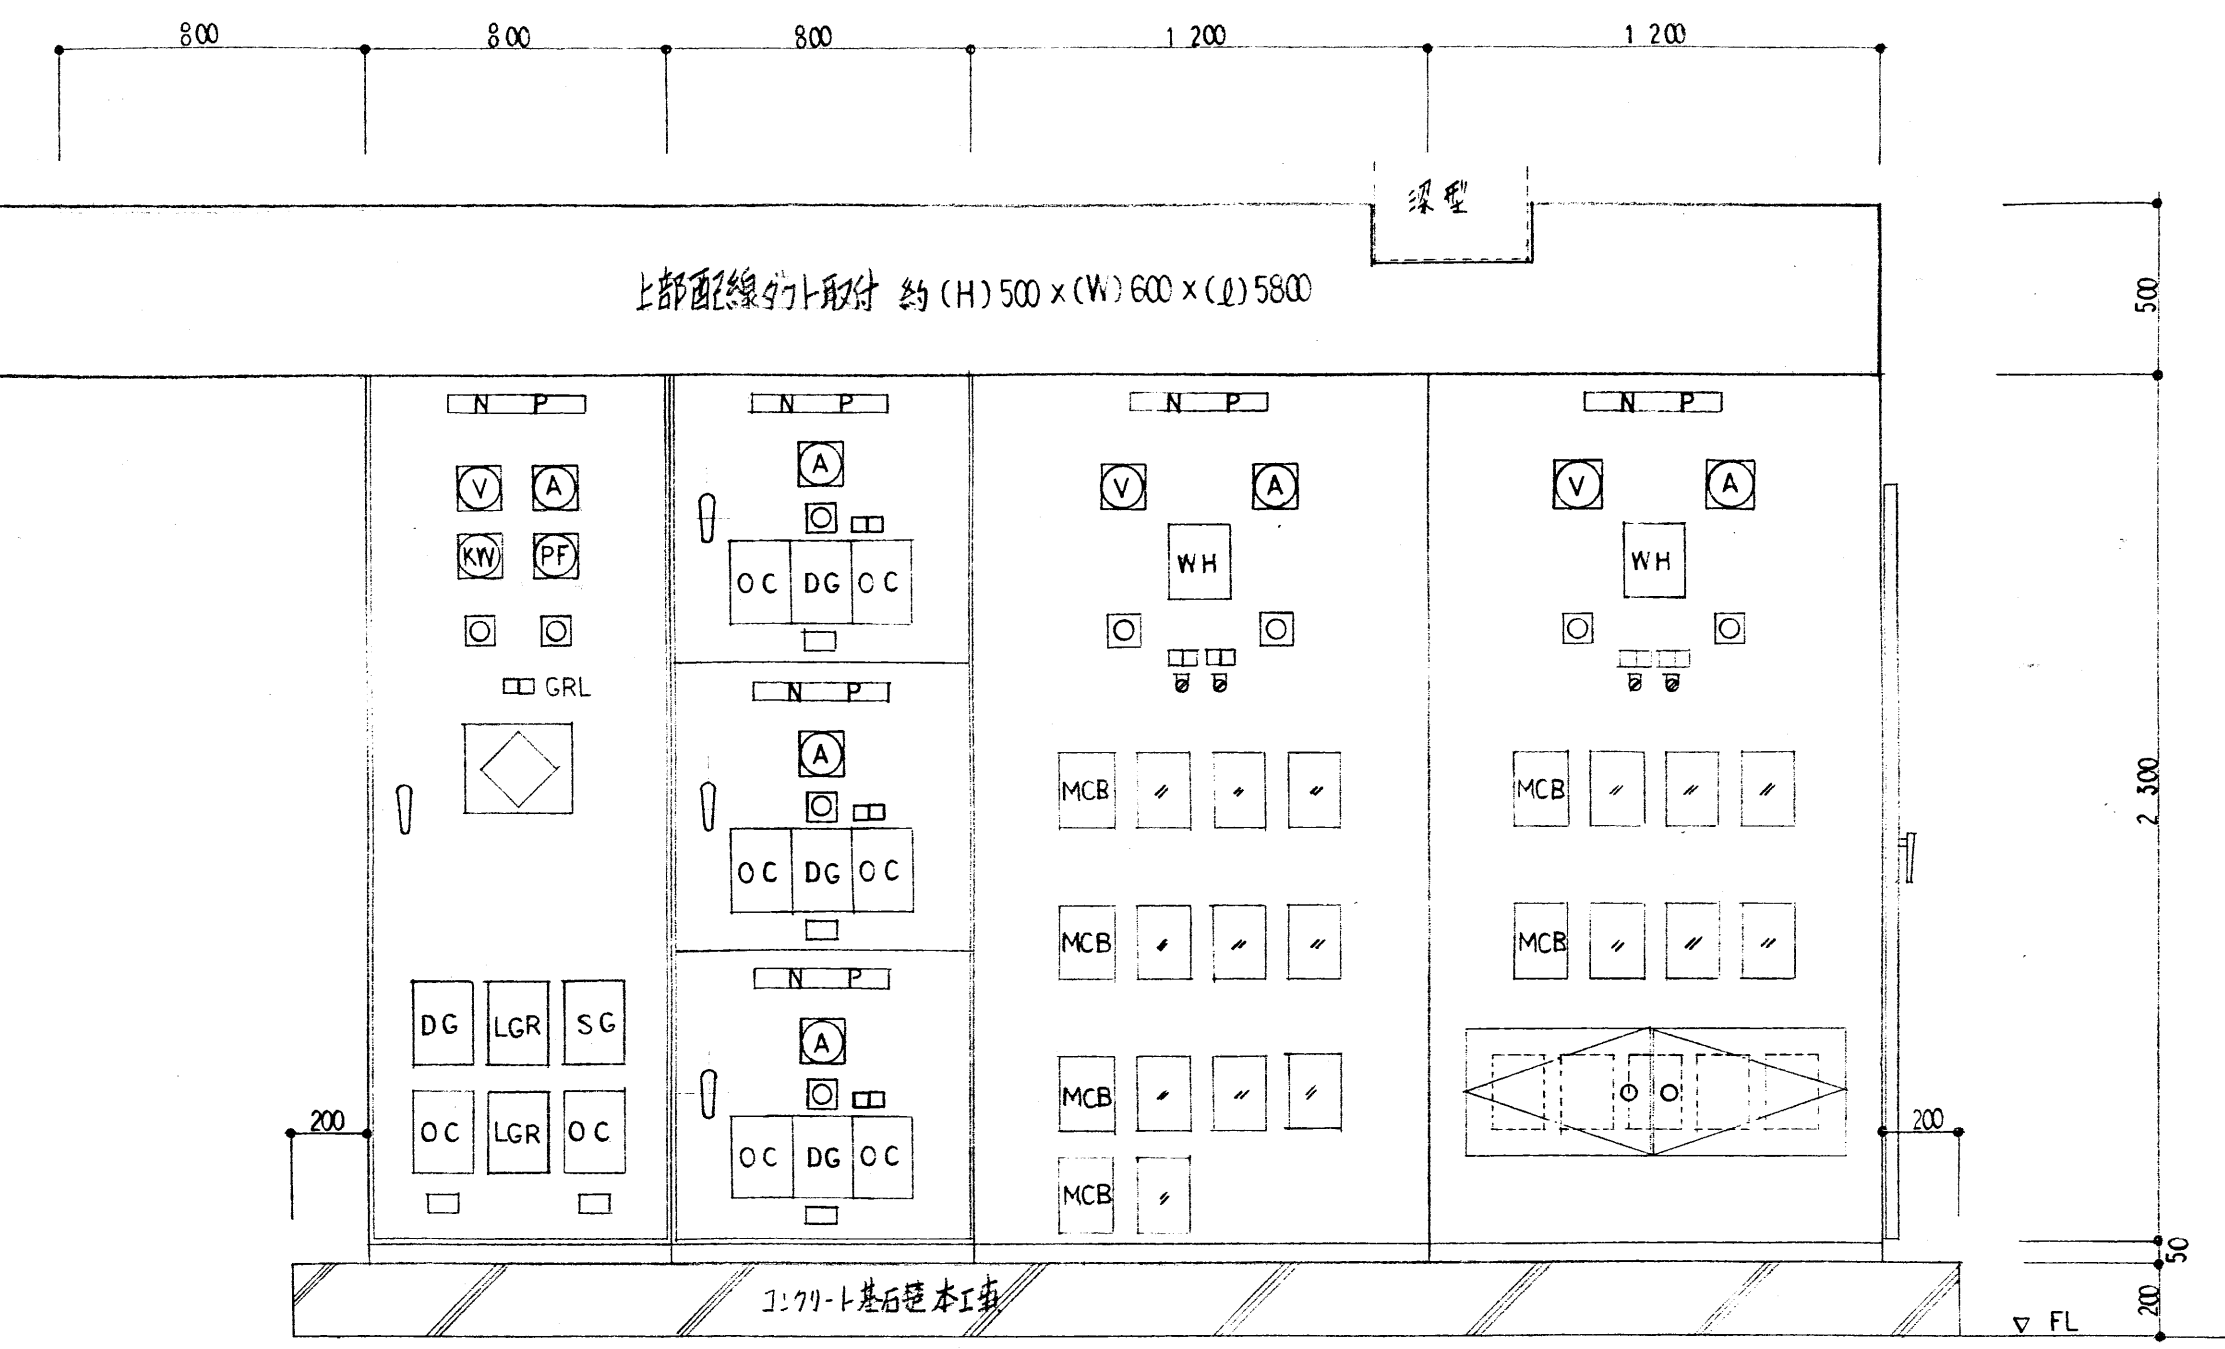 800 800 800 1 200 1 200
梁型
上部配線ダクト取付 約(H)500×(W)600×(ℓ)5800
500
N P N P N P N P
V A A V A V A
KW PF WH WH
OC DG OC
GRL
N P
A
MCB 〃 〃 〃 MCB 〃 〃 〃
2 300
OC DG OC
MCB 〃 〃 〃 MCB 〃 〃 〃
N P
DG LGR SG A
MCB 〃 〃 〃
200 OC LGR OC OC DG OC 200
MCB 〃
50
コンクリート基礎本工事
200
▽ FL